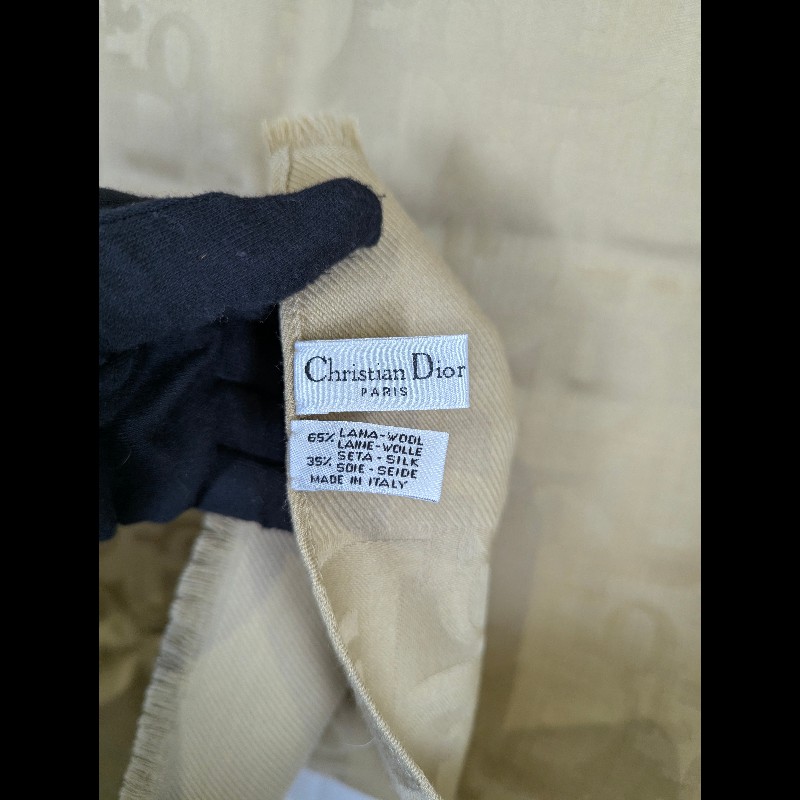 Christian Dior
PARIS
65% LANA-WOOL
LAINE-WOLLE
35% SETA-SILK
SOIE-SEIDE
MADE IN ITALY